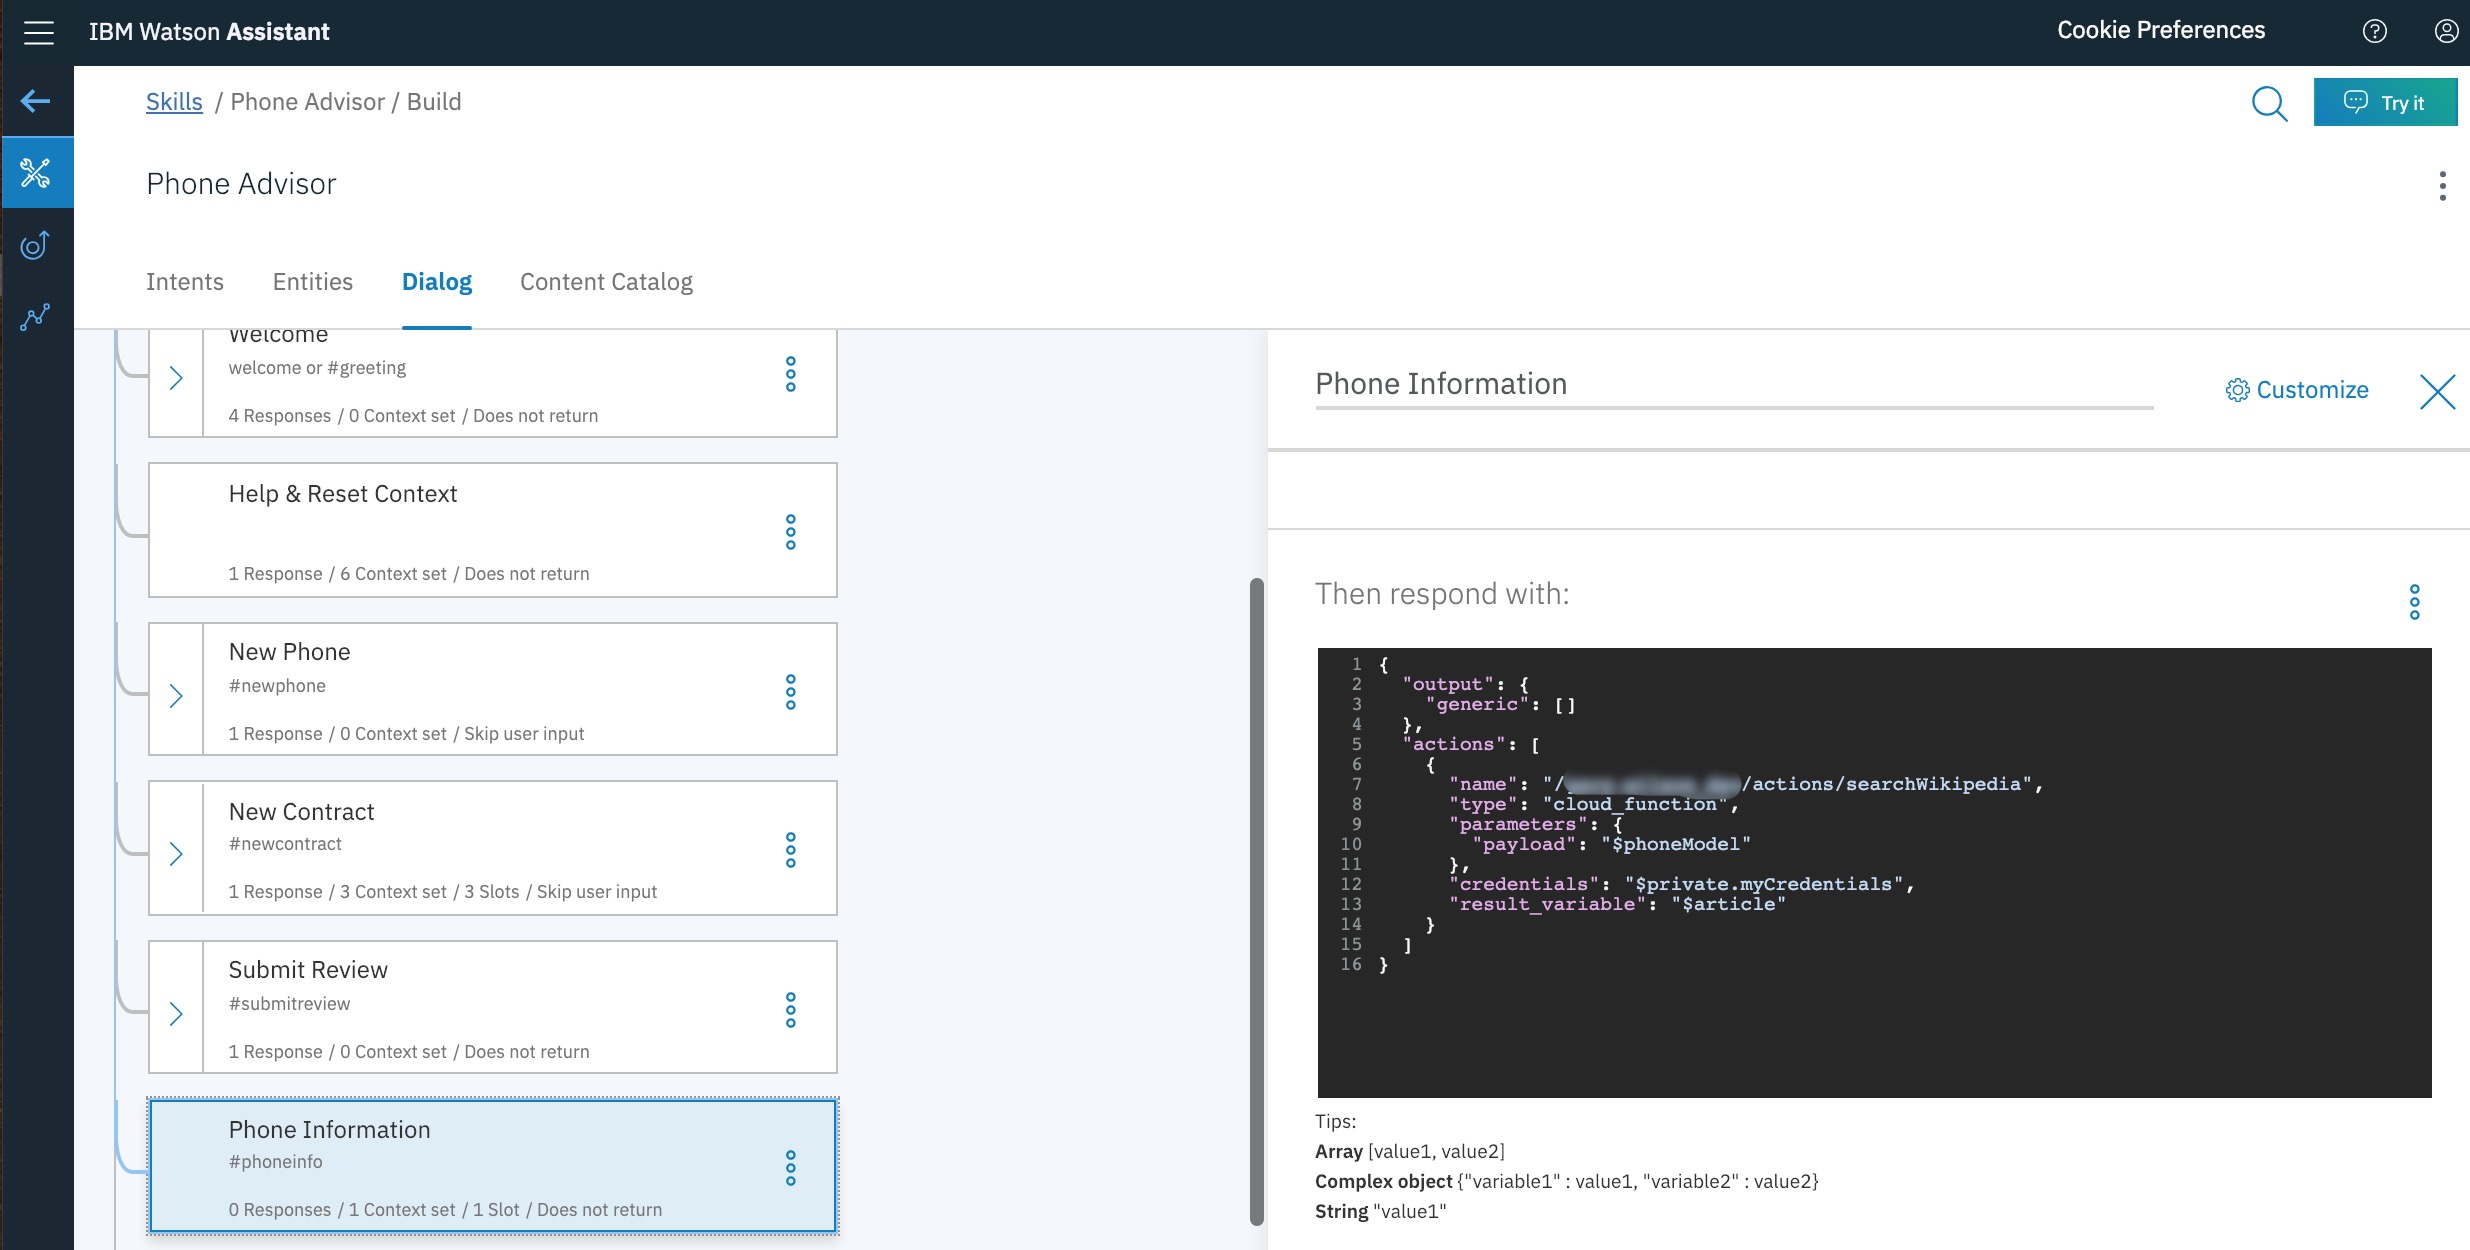 IBM Watson Assistant
Cookie Preferences
Skills / Phone Advisor / Build
Try it
Phone Advisor
Intents
Entities
Dialog
Content Catalog
Welcome
welcome or #greeting
4 Responses / 0 Context set / Does not return
Help & Reset Context
1 Response / 6 Context set / Does not return
New Phone
#newphone
1 Response / 0 Context set / Skip user input
New Contract
#newcontract
1 Response / 3 Context set / 3 Slots / Skip user input
Submit Review
#submitreview
1 Response / 0 Context set / Does not return
Phone Information
#phoneinfo
0 Responses / 1 Context set / 1 Slot / Does not return
Phone Information
Customize
Then respond with:
1 {
2 "output": {
3 "generic": []
4 },
5 "actions": [
6 {
7 "name": "/ /actions/searchWikipedia",
8 "type": "cloud_function",
9 "parameters": {
10 "payload": "$phoneModel"
11 },
12 "credentials": "$private.myCredentials",
13 "result_variable": "$article"
14 }
15 ]
16 }
Tips:
Array [value1, value2]
Complex object {"variable1" : value1, "variable2" : value2}
String "value1"